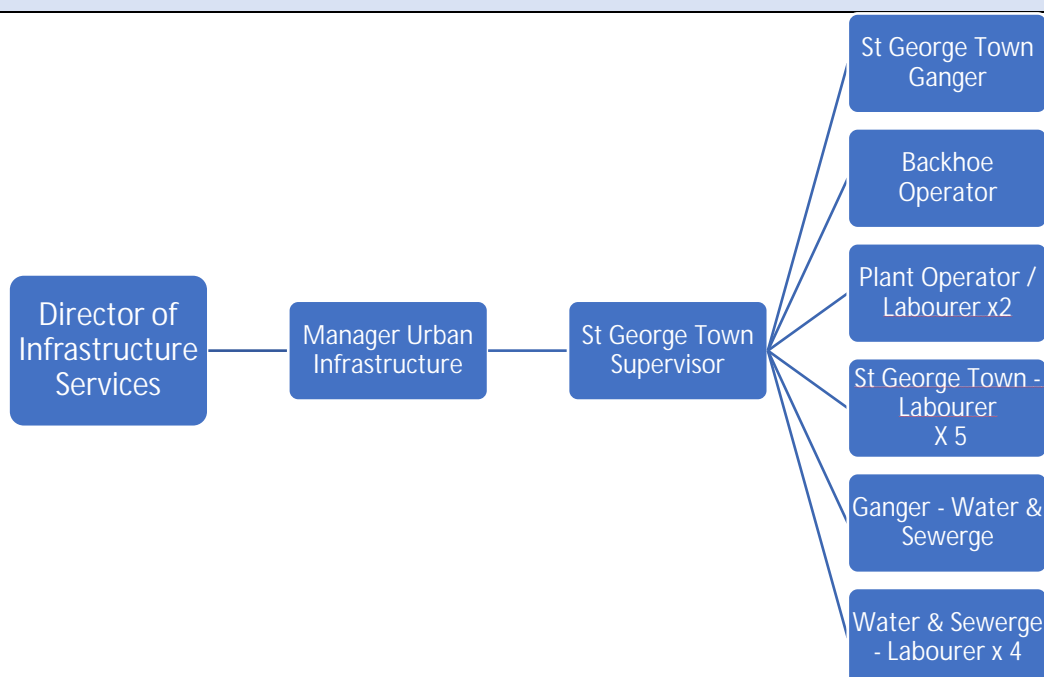 Director of
Infrastructure
Services
Manager Urban
Infrastructure
St George Town
Supervisor
St George Town
Ganger
Backhoe
Operator
Plant Operator /
Labourer x2
St George Town -
Labourer
X 5
Ganger - Water &
Sewerge
Water & Sewerge
- Labourer x 4